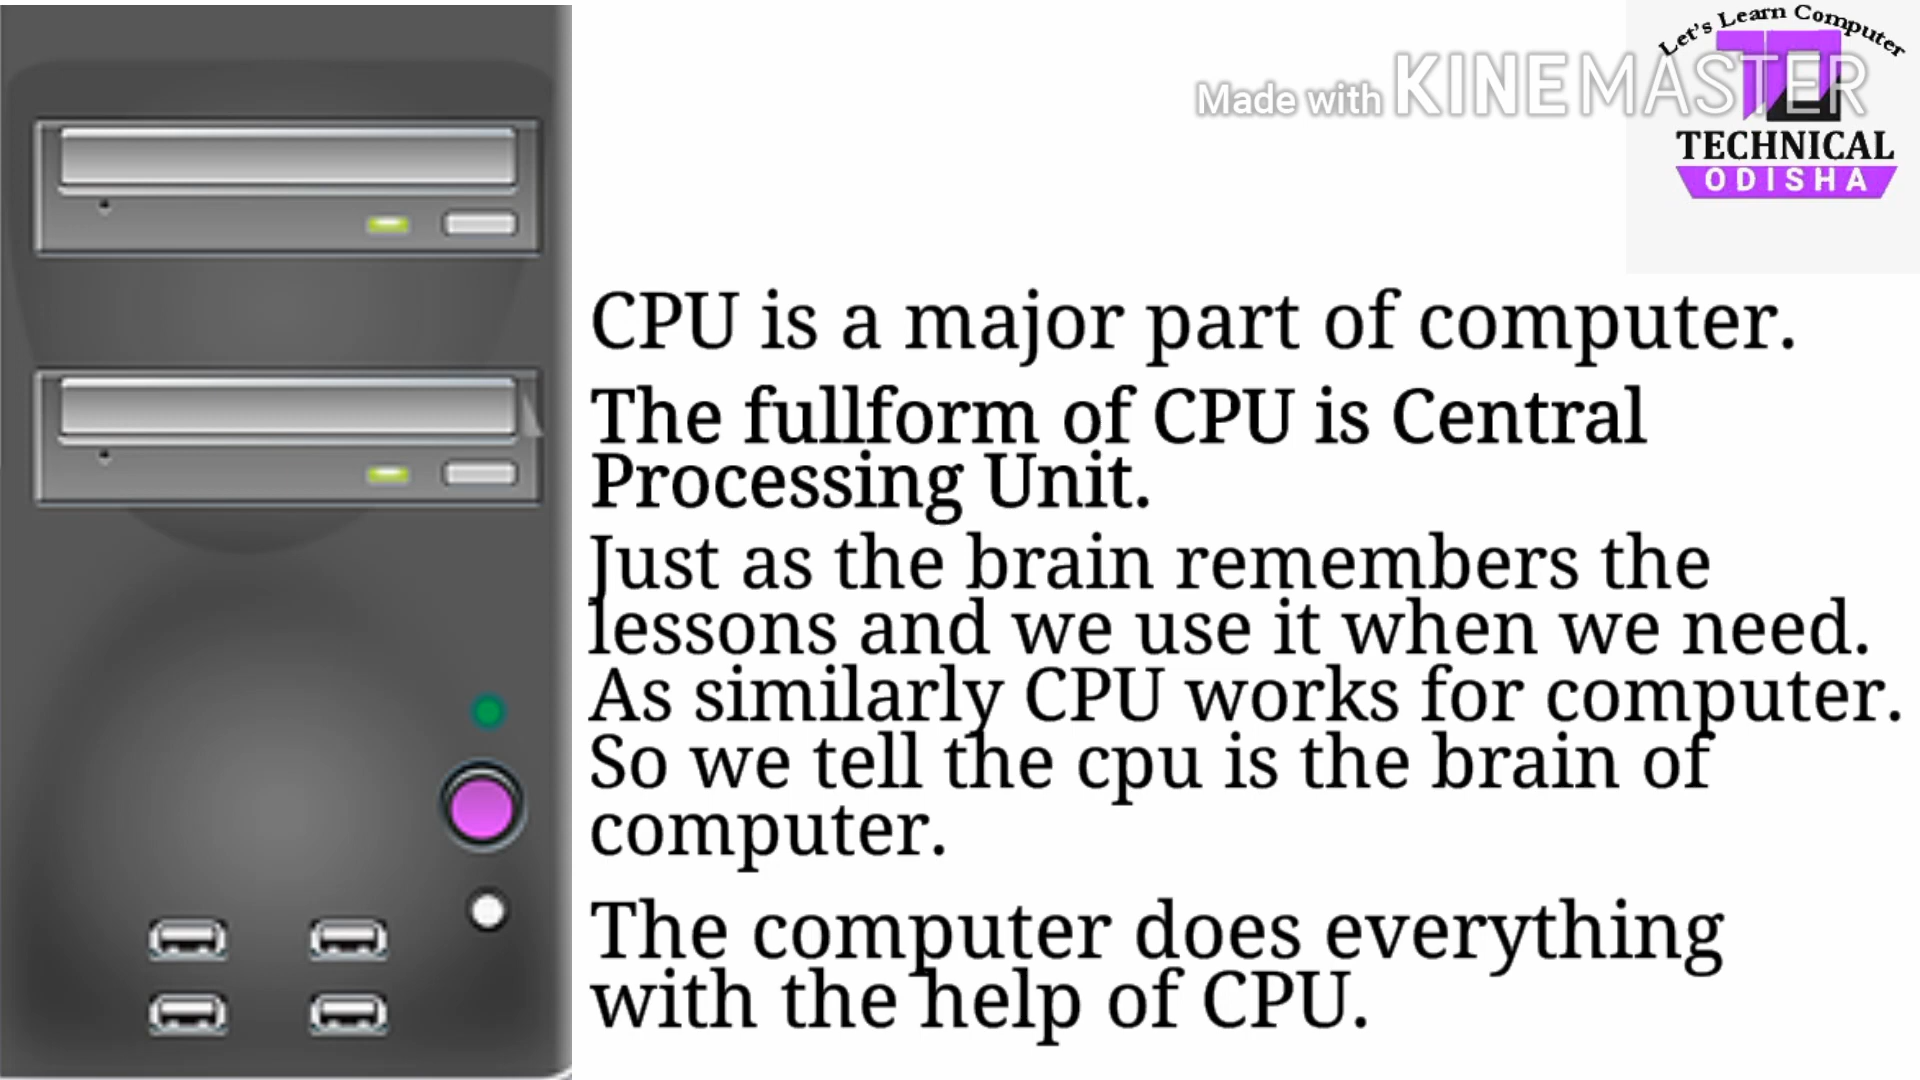 Let's Learn Computer
Made with KINEMASTER
TECHNICAL
ODISHA
CPU is a major part of computer.
The fullform of CPU is Central
Processing Unit.
Just as the brain remembers the
lessons and we use it when we need.
As similarly CPU works for computer.
So we tell the cpu is the brain of
computer.
The computer does everything
with the help of CPU.